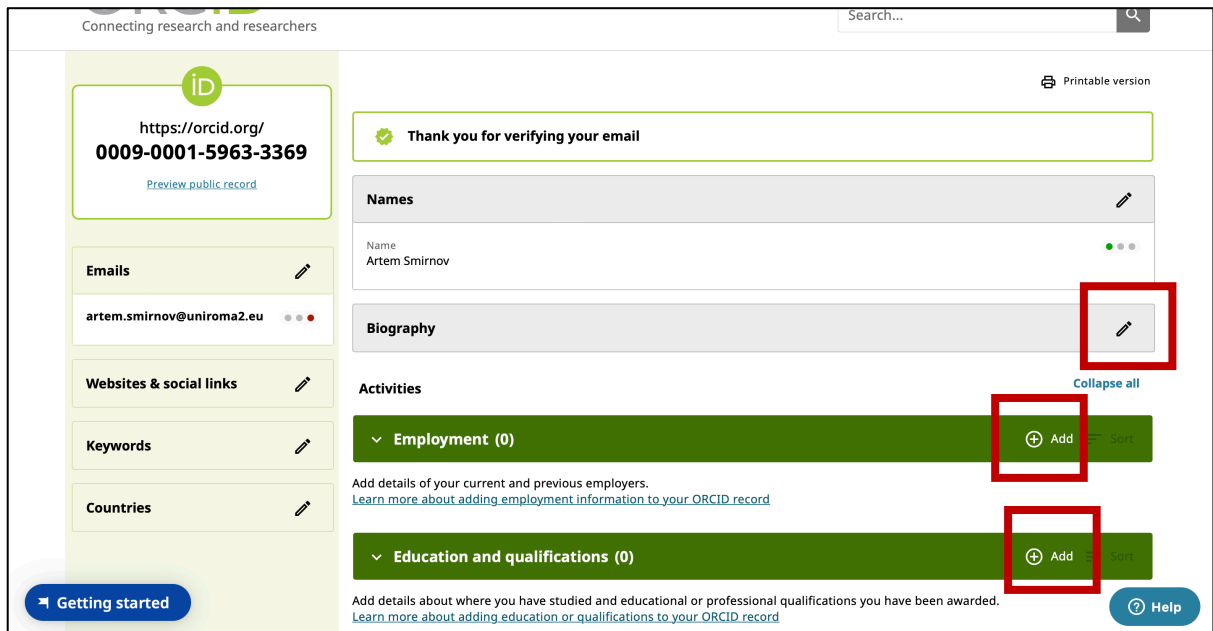 ORCID
Connecting research and researchers
Search...
Printable version
iD
https://orcid.org/
0009-0001-5963-3369
Preview public record
Thank you for verifying your email
Names
Name
Artem Smirnov
Emails
artem.smirnov@uniroma2.eu
Biography
Websites & social links
Activities
Collapse all
Keywords
Employment (0)
Add
Sort
Add details of your current and previous employers.
Learn more about adding employment information to your ORCID record
Countries
Education and qualifications (0)
Add
Sort
Add details about where you have studied and educational or professional qualifications you have been awarded.
Learn more about adding education or qualifications to your ORCID record
Getting started
Help